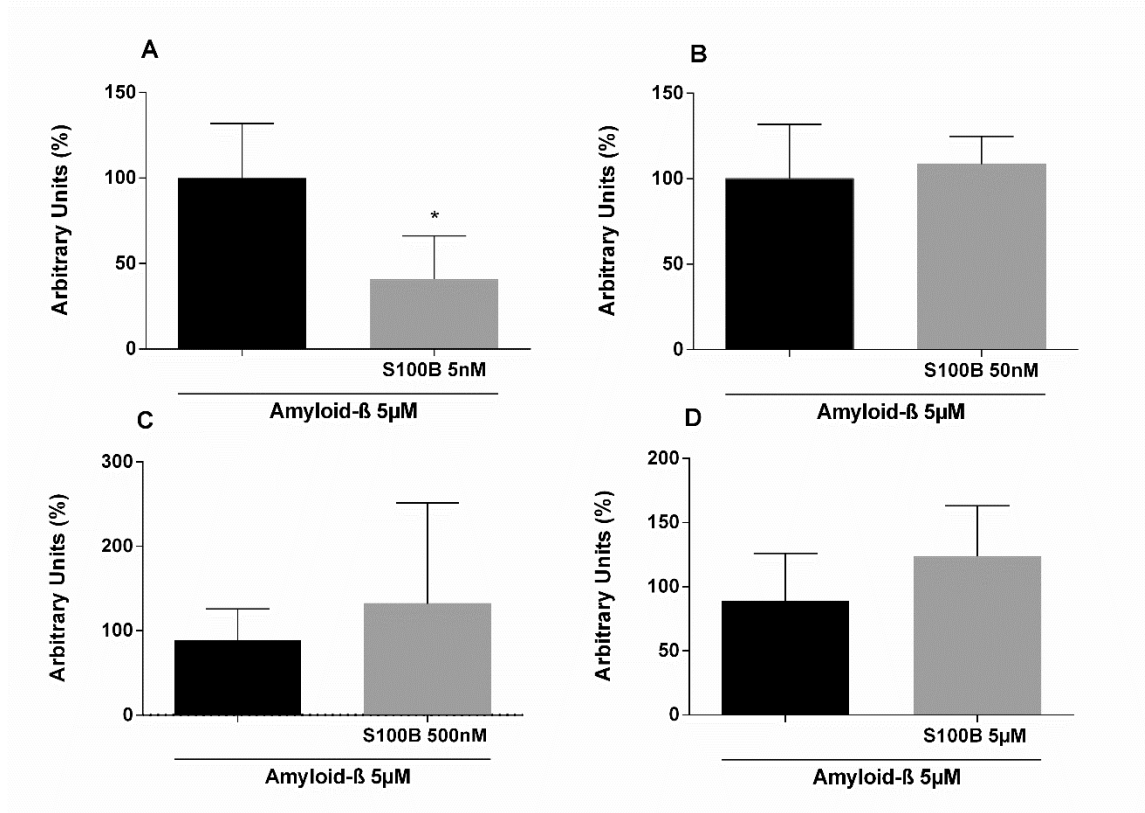 A
Arbitrary Units (%)
150
100
50
0
*
S100B 5nM
Amyloid-ß 5µM
B
Arbitrary Units (%)
150
100
50
0
S100B 50nM
Amyloid-ß 5µM
C
Arbitrary Units (%)
300
200
100
0
S100B 500nM
Amyloid-ß 5µM
D
Arbitrary Units (%)
200
150
100
50
0
S100B 5µM
Amyloid-ß 5µM